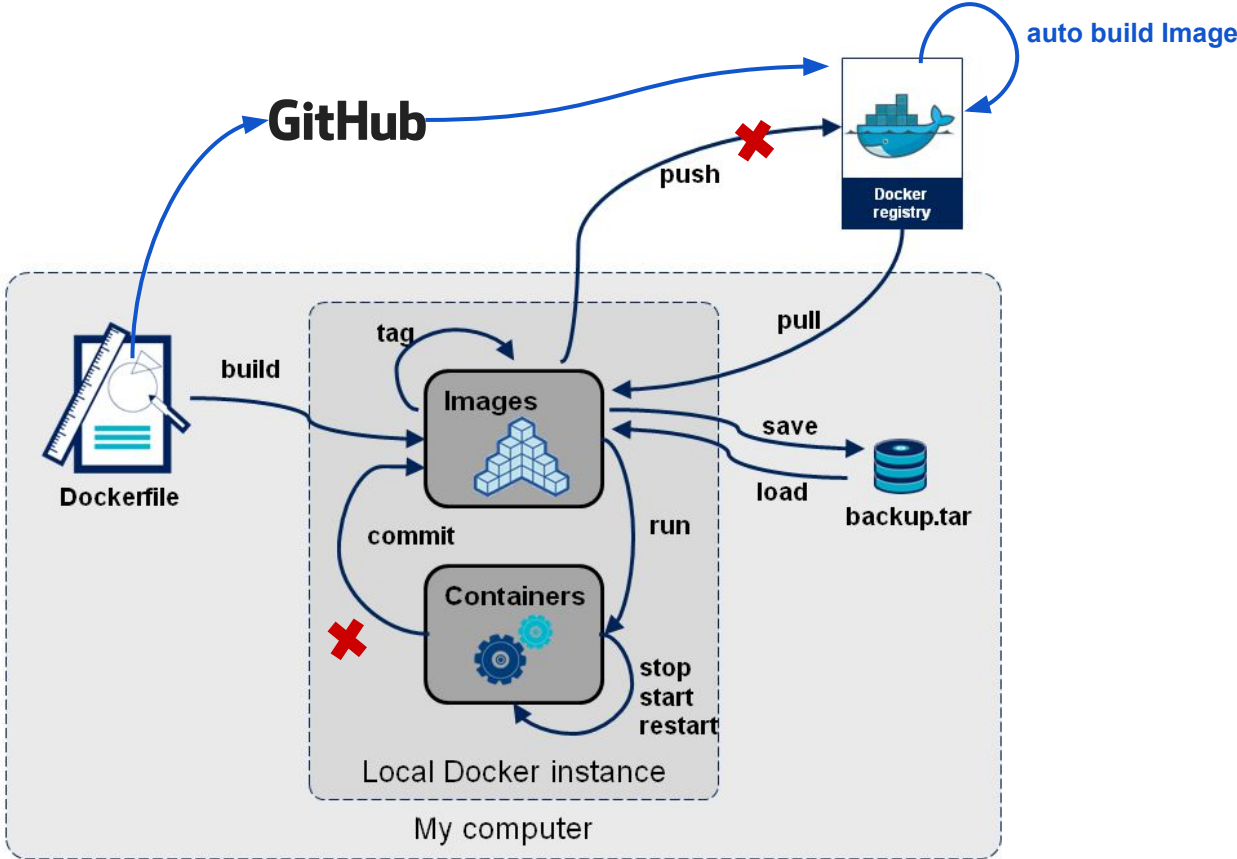 auto build Image
GitHub
push
Docker
registry
tag
pull
build
Images
save
Dockerfile
load
backup.tar
commit
run
Containers
stop
start
restart
Local Docker instance
My computer